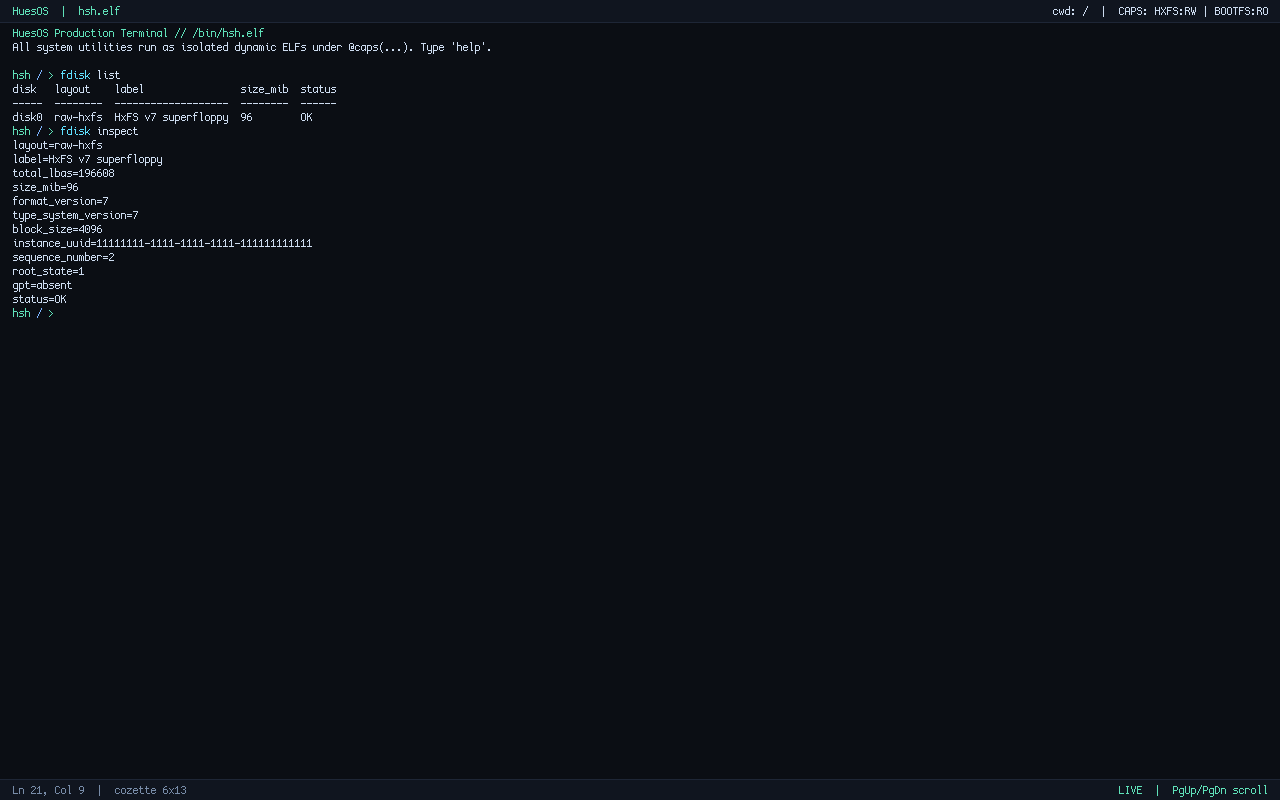 HuesOS | hsh.elf cwd: / | CAPS: HXFS:RW | BOOTFS:RO
HuesOS Production Terminal // /bin/hsh.elf
All system utilities run as isolated dynamic ELFs under @caps(...). Type 'help'.
hsh / > fdisk list
disk layout label size_mib status
----- -------- ------------------- -------- ------
disk0 raw-hxfs HxFS v7 superfloppy 96 OK
hsh / > fdisk inspect
layout=raw-hxfs
label=HxFS v7 superfloppy
total_lbas=196608
size_mib=96
format_version=7
type_system_version=7
block_size=4096
instance_uuid=11111111-1111-1111-1111-111111111111
sequence_number=2
root_state=1
gpt=absent
status=OK
hsh / >
Ln 21, Col 9 | cozette 6x13 LIVE | PgUp/PgDn scroll